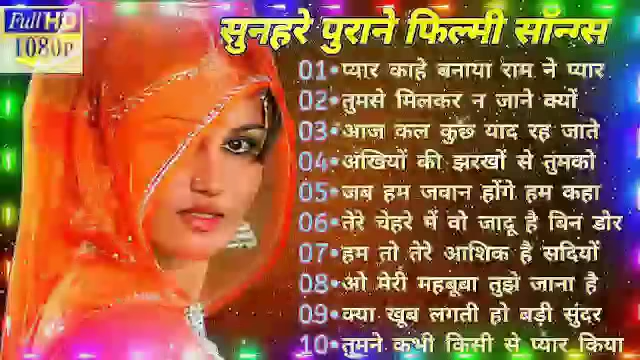 Full HD
1080p
सुनहरे पुराने फिल्मी सॉन्ग्स
01•प्यार काहे बनाया राम ने प्यार
02•तुमसे मिलकर न जाने क्यों
03•आज कल कुछ याद रह जाते
04•अंखियों की झरखों से तुमको
05•जब हम जवान होंगे हम कहा
06•तेरे चेहरे में वो जादू है बिन डोर
07•हम तो तेरे आशिक है सदियों
08•ओ मेरी महबूबा तुझे जाना है
09•क्या खूब लगती हो बड़ी सुंदर
10•तुमने कभी किसी से प्यार किया